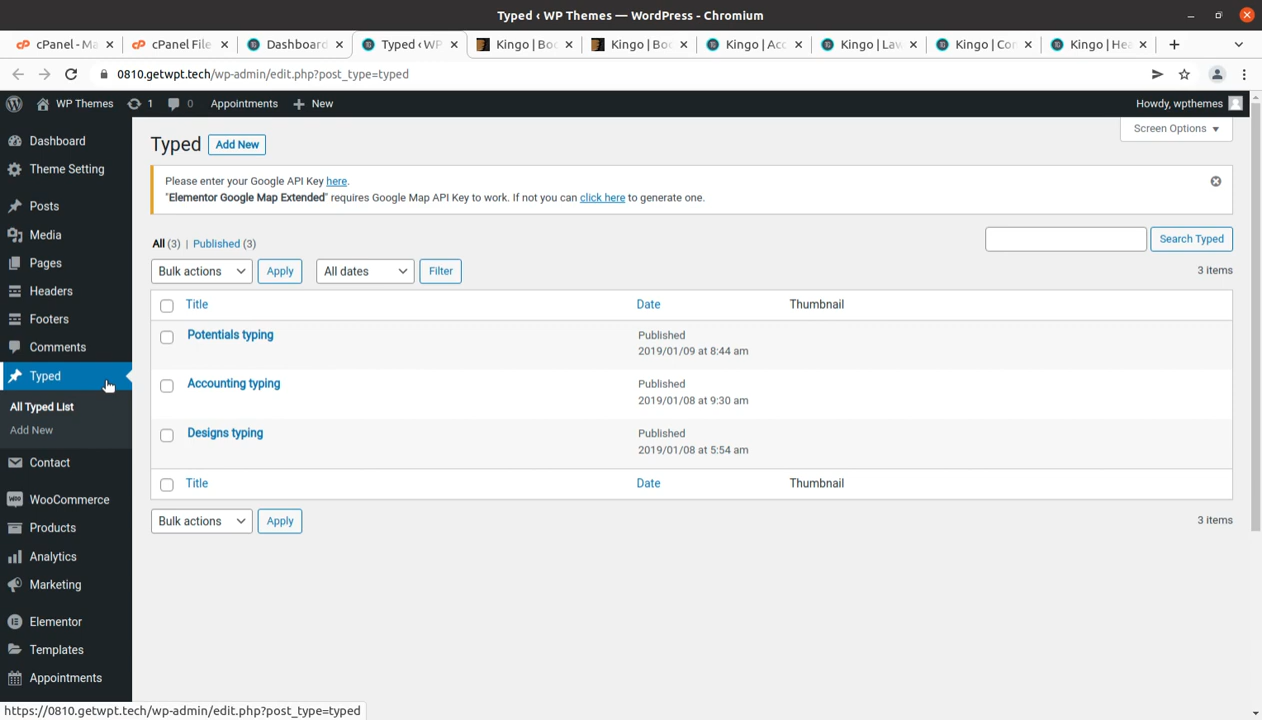 Typed ‹ WP Themes — WordPress - Chromium
cPanel - Ma
cPanel File
Dashboard
Typed ‹ WP
Kingo | Boo
Kingo | Boo
Kingo | Acc
Kingo | Law
Kingo | Con
Kingo | Hea
0810.getwpt.tech/wp-admin/edit.php?post_type=typed
WP Themes 1 0 Appointments New
Howdy, wpthemes
Dashboard
Theme Setting
Posts
Media
Pages
Headers
Footers
Comments
Typed
All Typed List
Add New
Contact
WooCommerce
Products
Analytics
Marketing
Elementor
Templates
Appointments
Screen Options
Typed Add New
Please enter your Google API Key here.
"Elementor Google Map Extended" requires Google Map API Key to work. If not you can click here to generate one.
All (3) | Published (3)
Search Typed
Bulk actions Apply All dates Filter
3 items
Title Date Thumbnail
Potentials typing Published
2019/01/09 at 8:44 am
Accounting typing Published
2019/01/08 at 9:30 am
Designs typing Published
2019/01/08 at 5:54 am
Title Date Thumbnail
Bulk actions Apply
3 items
https://0810.getwpt.tech/wp-admin/edit.php?post_type=typed